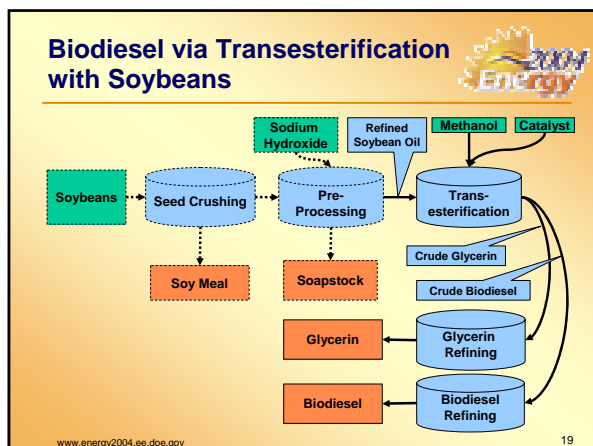 Biodiesel via Transesterification
with Soybeans
2004
Energy
Sodium
Hydroxide
Refined
Soybean Oil
Methanol
Catalyst
Soybeans
Seed Crushing
Pre-
Processing
Trans-
esterification
Crude Glycerin
Soy Meal
Soapstock
Crude Biodiesel
Glycerin
Glycerin
Refining
Biodiesel
Biodiesel
Refining
www.energy2004.ee.doe.gov
19